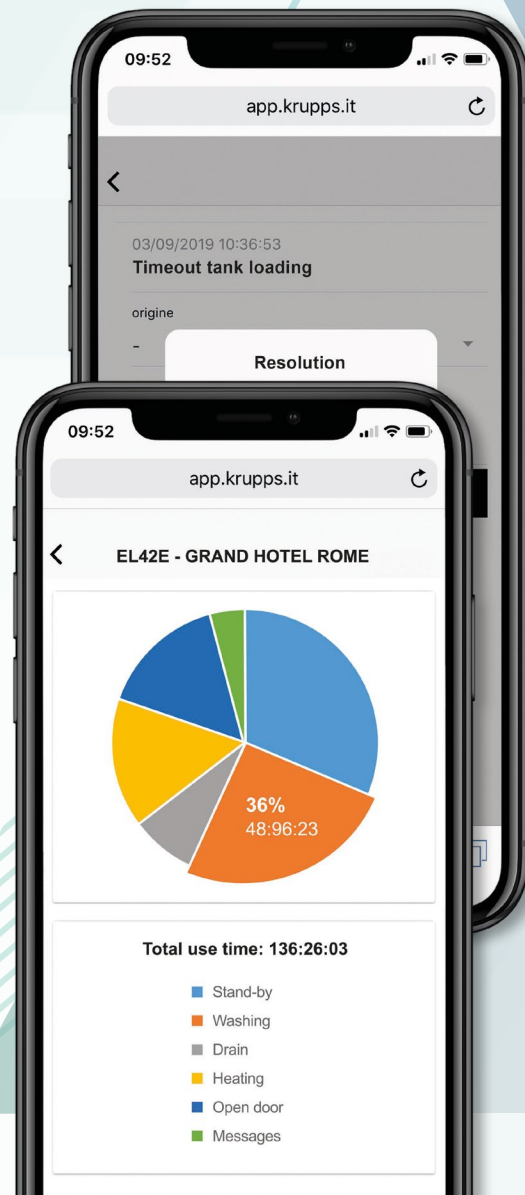 09:52
app.krupps.it
03/09/2019 10:36:53
Timeout tank loading
origine
-
Resolution
09:52
app.krupps.it
EL42E - GRAND HOTEL ROME
36%
48:96:23
Total use time: 136:26:03
Stand-by
Washing
Drain
Heating
Open door
Messages